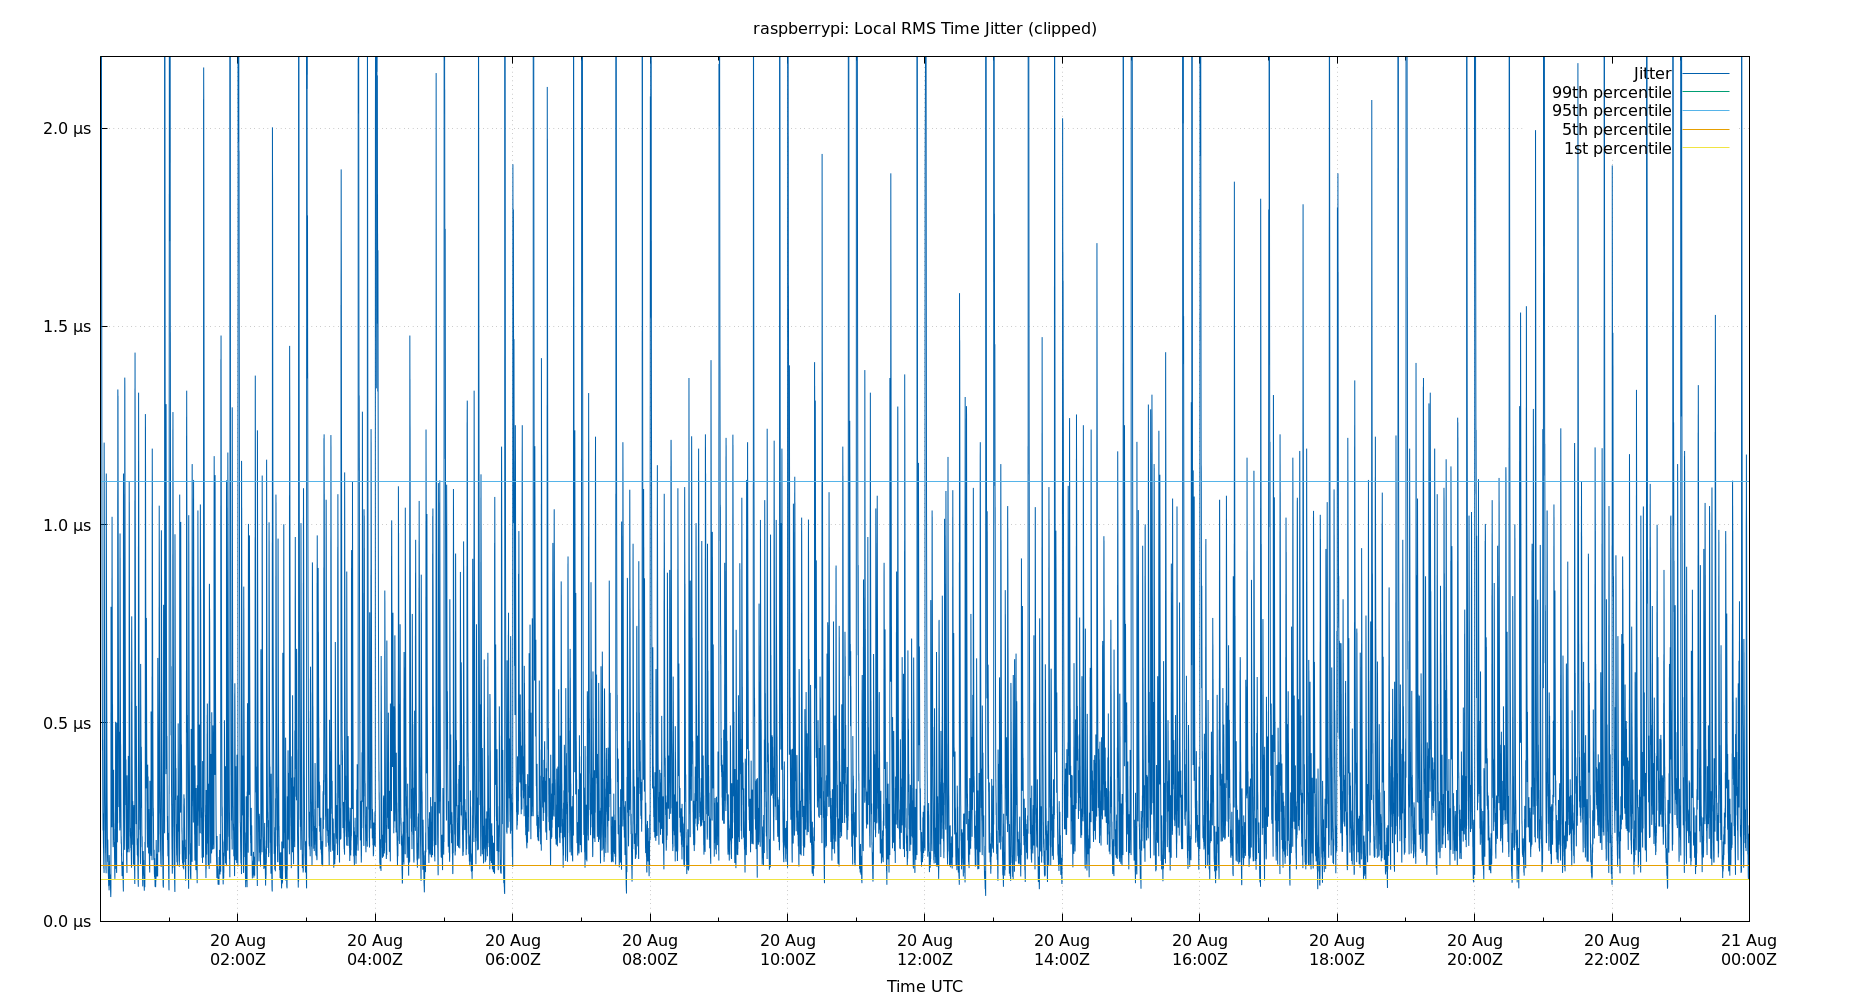 raspberrypi: Local RMS Time Jitter (clipped)
Jitter
99th percentile
95th percentile
5th percentile
1st percentile
2.0 µs
1.5 µs
1.0 µs
0.5 µs
0.0 µs
20 Aug 20 Aug 20 Aug 20 Aug 20 Aug 20 Aug 20 Aug 20 Aug 20 Aug 20 Aug 20 Aug 21 Aug
02:00Z 04:00Z 06:00Z 08:00Z 10:00Z 12:00Z 14:00Z 16:00Z 18:00Z 20:00Z 22:00Z 00:00Z
Time UTC